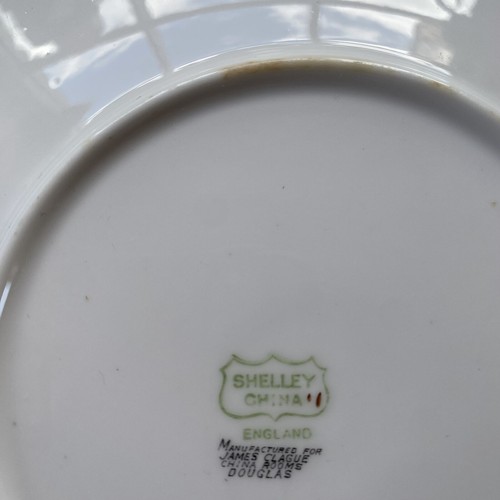 SHELLEY
CHINA
ENGLAND
MANUFACTURED FOR
JAMES CLAGUE
CHINA ROOMS
DOUGLAS